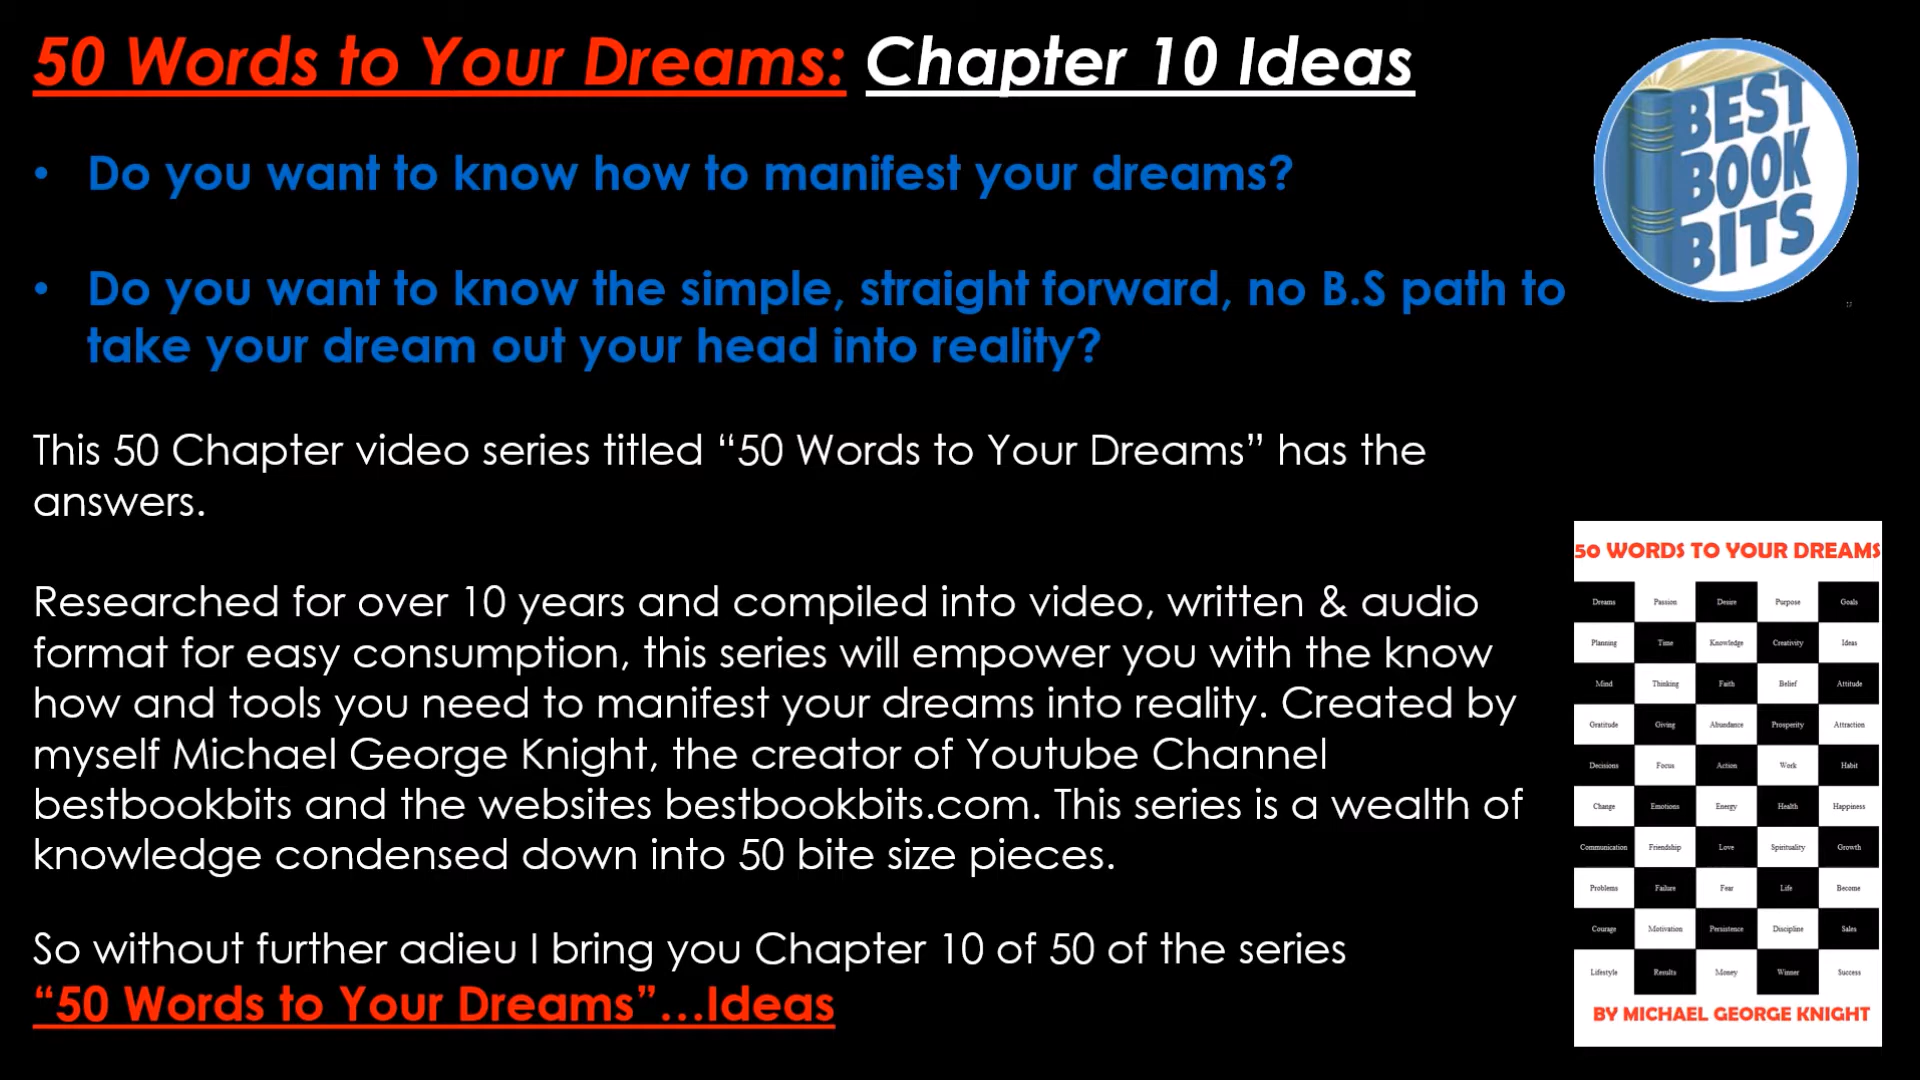 50 Words to Your Dreams: Chapter 10 Ideas
BEST
BOOK
BITS
• Do you want to know how to manifest your dreams?
• Do you want to know the simple, straight forward, no B.S path to
take your dream out your head into reality?
This 50 Chapter video series titled “50 Words to Your Dreams” has the
answers.
Researched for over 10 years and compiled into video, written & audio
format for easy consumption, this series will empower you with the know
how and tools you need to manifest your dreams into reality. Created by
myself Michael George Knight, the creator of Youtube Channel
bestbookbits and the websites bestbookbits.com. This series is a wealth of
knowledge condensed down into 50 bite size pieces.
So without further adieu I bring you Chapter 10 of 50 of the series
“50 Words to Your Dreams”...Ideas
50 WORDS TO YOUR DREAMS
Dreams Passion Desire Purpose Goals
Planning Time Knowledge Creativity Ideas
Mind Thinking Faith Belief Attitude
Gratitude Giving Abundance Prosperity Attraction
Decisions Focus Action Work Habit
Change Emotions Energy Health Happiness
Communication Friendship Love Spirituality Growth
Problems Failure Fear Life Become
Courage Motivation Persistence Discipline Sales
Lifestyle Results Money Winner Success
BY MICHAEL GEORGE KNIGHT